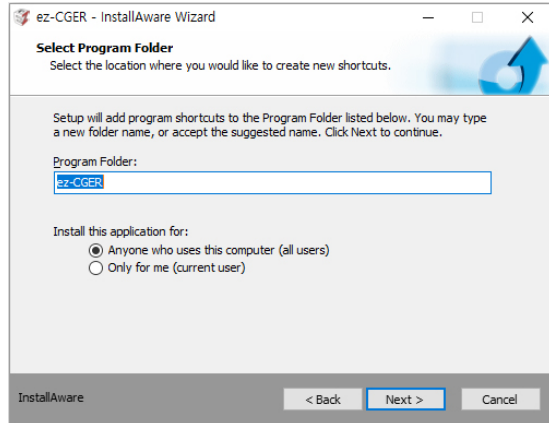 ez-CGER - InstallAware Wizard
Select Program Folder
Select the location where you would like to create new shortcuts.
Setup will add program shortcuts to the Program Folder listed below. You may type
a new folder name, or accept the suggested name. Click Next to continue.
Program Folder:
ez-CGER
Install this application for:
Anyone who uses this computer (all users)
Only for me (current user)
InstallAware
< Back
Next >
Cancel